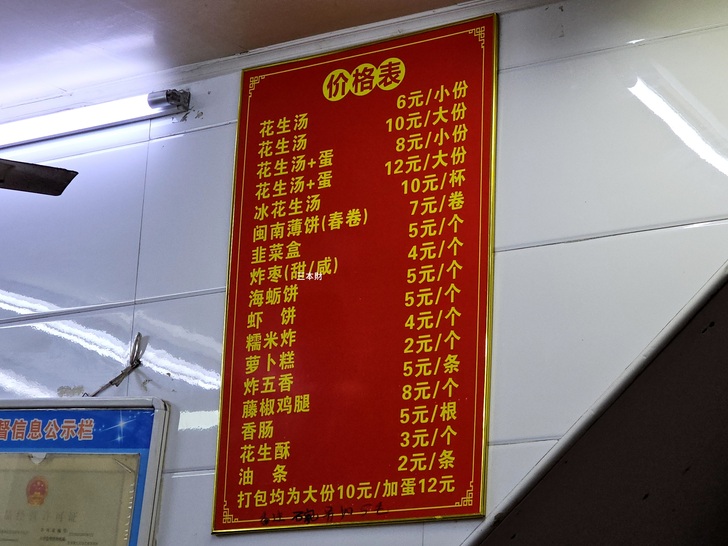 价格表
花生汤 6元/小份
花生汤 10元/大份
花生汤+蛋 8元/小份
花生汤+蛋 12元/大份
冰花生汤 10元/杯
闽南薄饼(春卷) 7元/卷
韭菜盒 5元/个
炸枣(甜/咸) 4元/个
海蛎饼 5元/个
虾 饼 5元/个
糯米炸 4元/个
萝卜糕 2元/个
炸五香 5元/条
藤椒鸡腿 8元/个
香肠 5元/根
花生酥 3元/个
油 条 2元/条
打包均为大份10元/加蛋12元
督信息公示栏